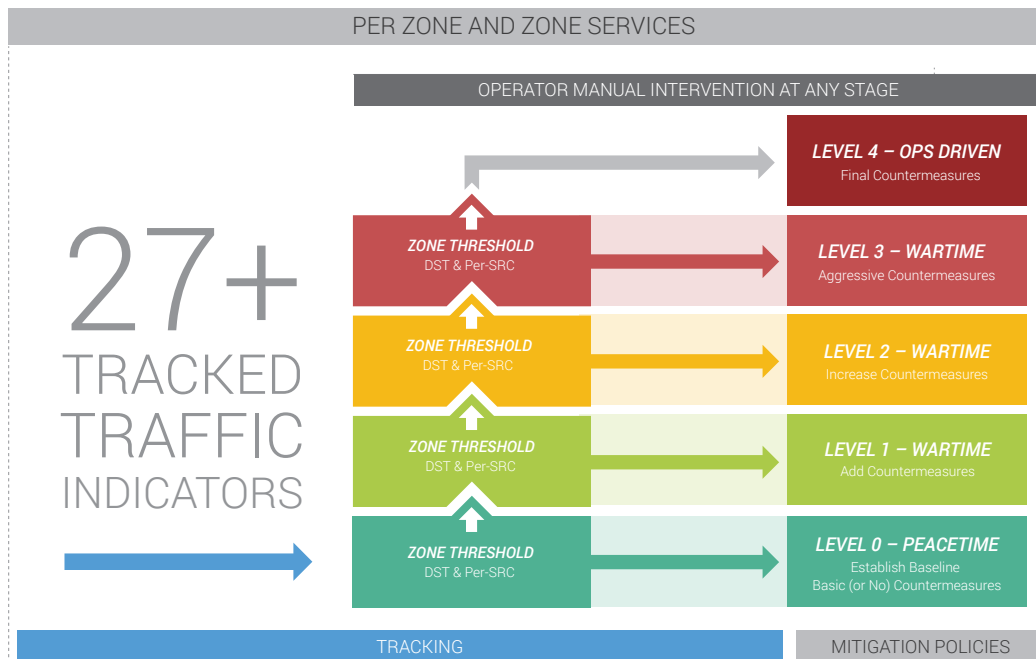 PER ZONE AND ZONE SERVICES
OPERATOR MANUAL INTERVENTION AT ANY STAGE
27+
TRACKED
TRAFFIC
INDICATORS
LEVEL 4 – OPS DRIVEN
Final Countermeasures
ZONE THRESHOLD
DST & Per-SRC
LEVEL 3 – WARTIME
Aggressive Countermeasures
ZONE THRESHOLD
DST & Per-SRC
LEVEL 2 – WARTIME
Increase Countermeasures
ZONE THRESHOLD
DST & Per-SRC
LEVEL 1 – WARTIME
Add Countermeasures
ZONE THRESHOLD
DST & Per-SRC
LEVEL 0 – PEACETIME
Establish Baseline
Basic (or No) Countermeasures
TRACKING
MITIGATION POLICIES